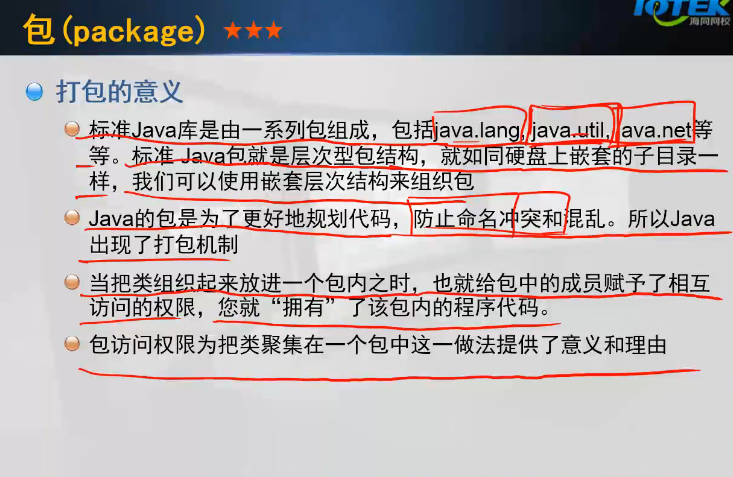 包(package) ★★★
IOTEK
海同网校
打包的意义
标准Java库是由一系列包组成，包括java.lang, java.util, java.net等
等。标准 Java包就是层次型包结构，就如同硬盘上嵌套的子目录一
样，我们可以使用嵌套层次结构来组织包
Java的包是为了更好地规划代码，防止命名冲突和混乱。所以Java
出现了打包机制
当把类组织起来放进一个包内之时，也就给包中的成员赋予了相互
访问的权限，您就“拥有”了该包内的程序代码。
包访问权限为把类聚集在一个包中这一做法提供了意义和理由